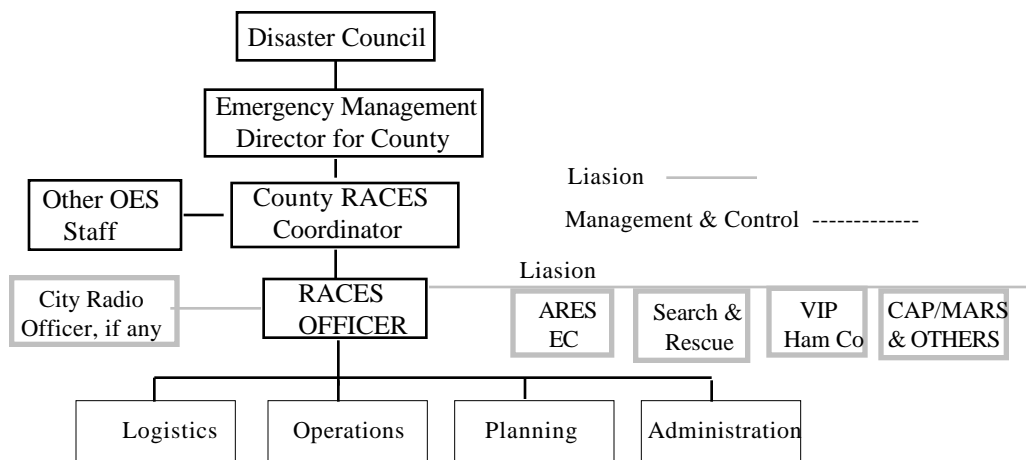 Disaster Council
Emergency Management
Director for County
Liasion
Other OES
Staff
County RACES
Coordinator
Management & Control -------------
Liasion
City Radio
Officer, if any
RACES
OFFICER
ARES
EC
Search &
Rescue
VIP
Ham Co
CAP/MARS
& OTHERS
Logistics
Operations
Planning
Administration